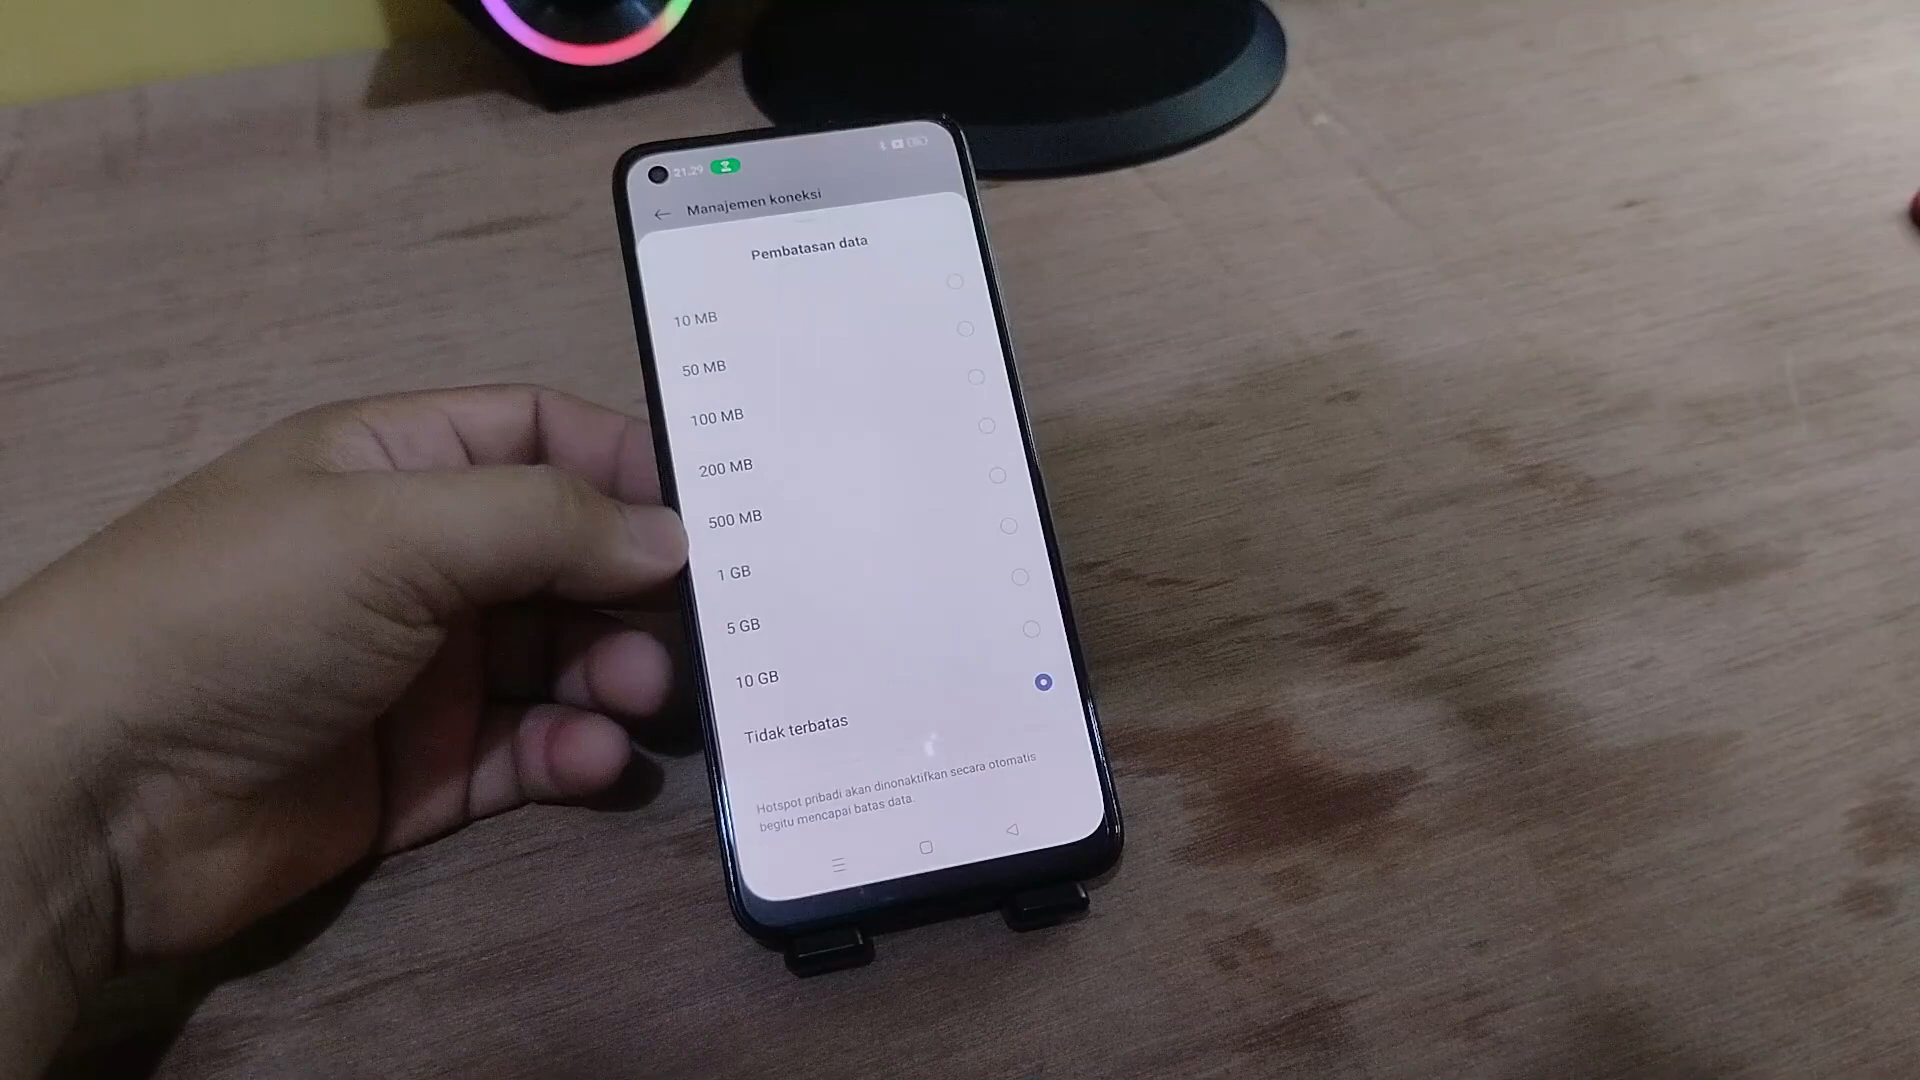 21.29
Manajemen koneksi
Pembatasan data
10 MB
50 MB
100 MB
200 MB
500 MB
1 GB
5 GB
10 GB
Tidak terbatas
Hotspot pribadi akan dinonaktifkan secara otomatis
begitu mencapai batas data.